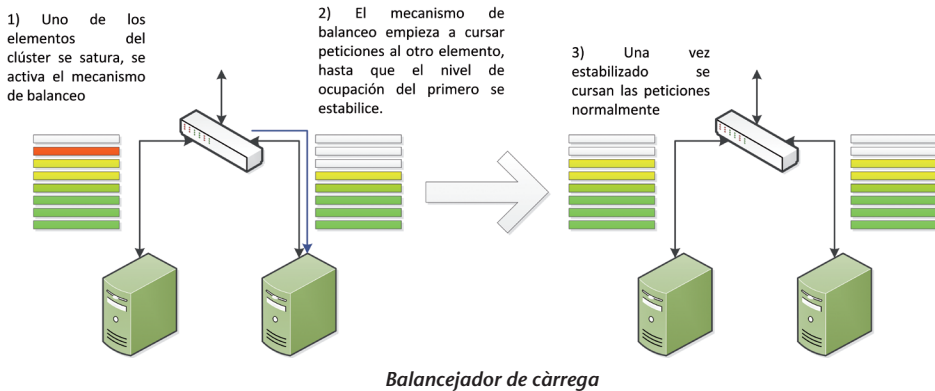 1) Uno de los
elementos del
clúster se satura, se
activa el mecanismo
de balanceo
2) El mecanismo de
balanceo empieza a cursar
peticiones al otro elemento,
hasta que el nivel de
ocupación del primero se
estabilice.
3) Una vez
estabilizado se
cursan las peticiones
normalmente
Balancejador de càrrega